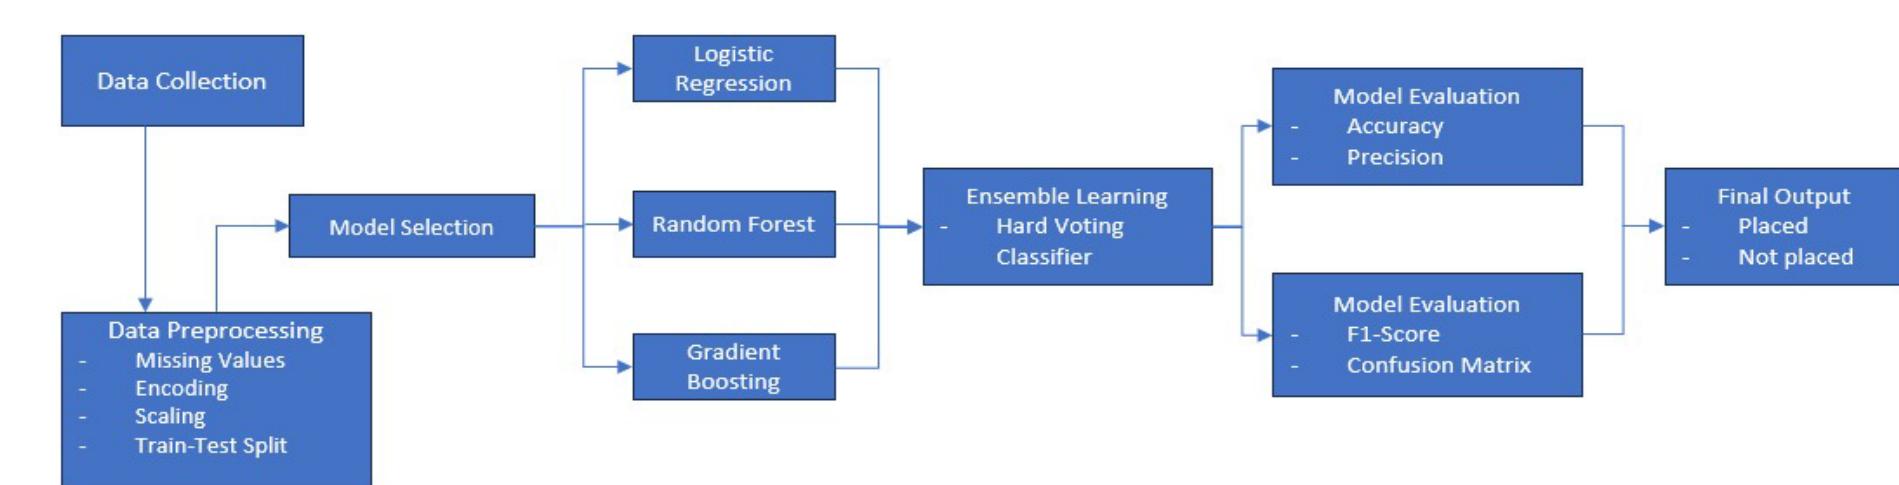 Data Collection
Data Preprocessing
- Missing Values
- Encoding
- Scaling
- Train-Test Split
Model Selection
Logistic
Regression
Random Forest
Gradient
Boosting
Ensemble Learning
- Hard Voting
Classifier
Model Evaluation
- Accuracy
- Precision
Model Evaluation
- F1-Score
- Confusion Matrix
Final Output
- Placed
- Not placed